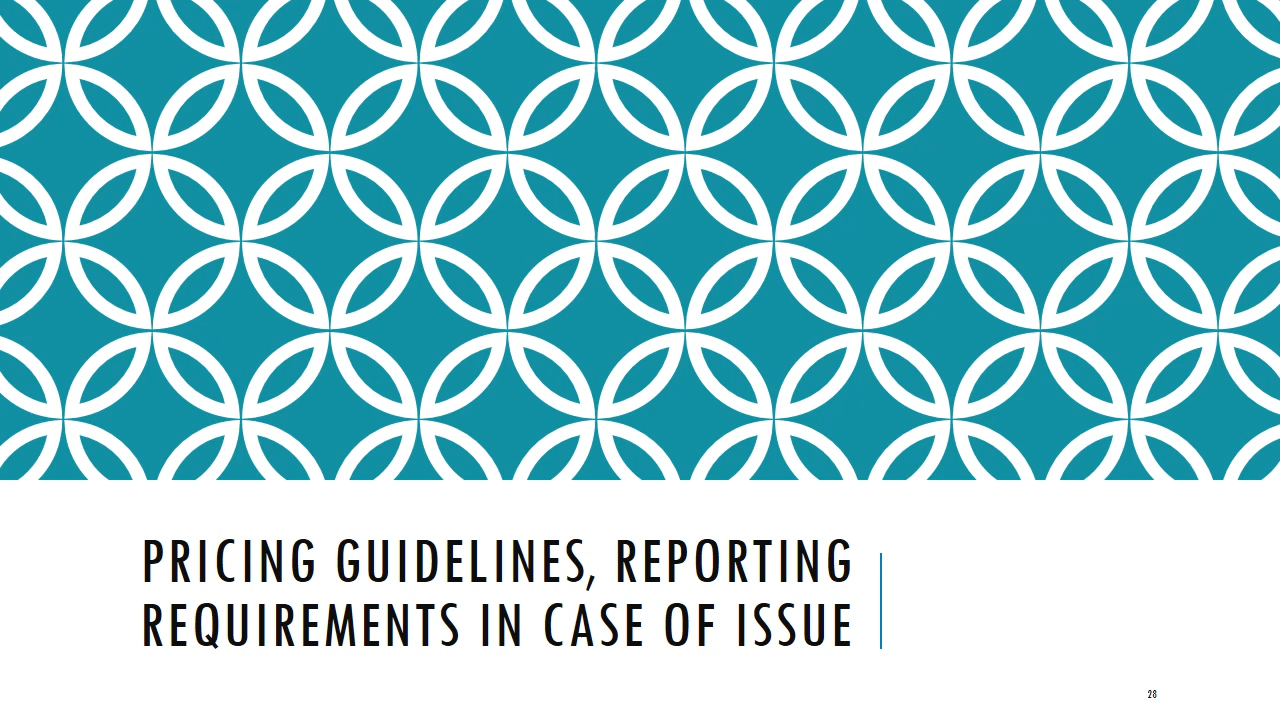 PRICING GUIDELINES, REPORTING
REQUIREMENTS IN CASE OF ISSUE
28